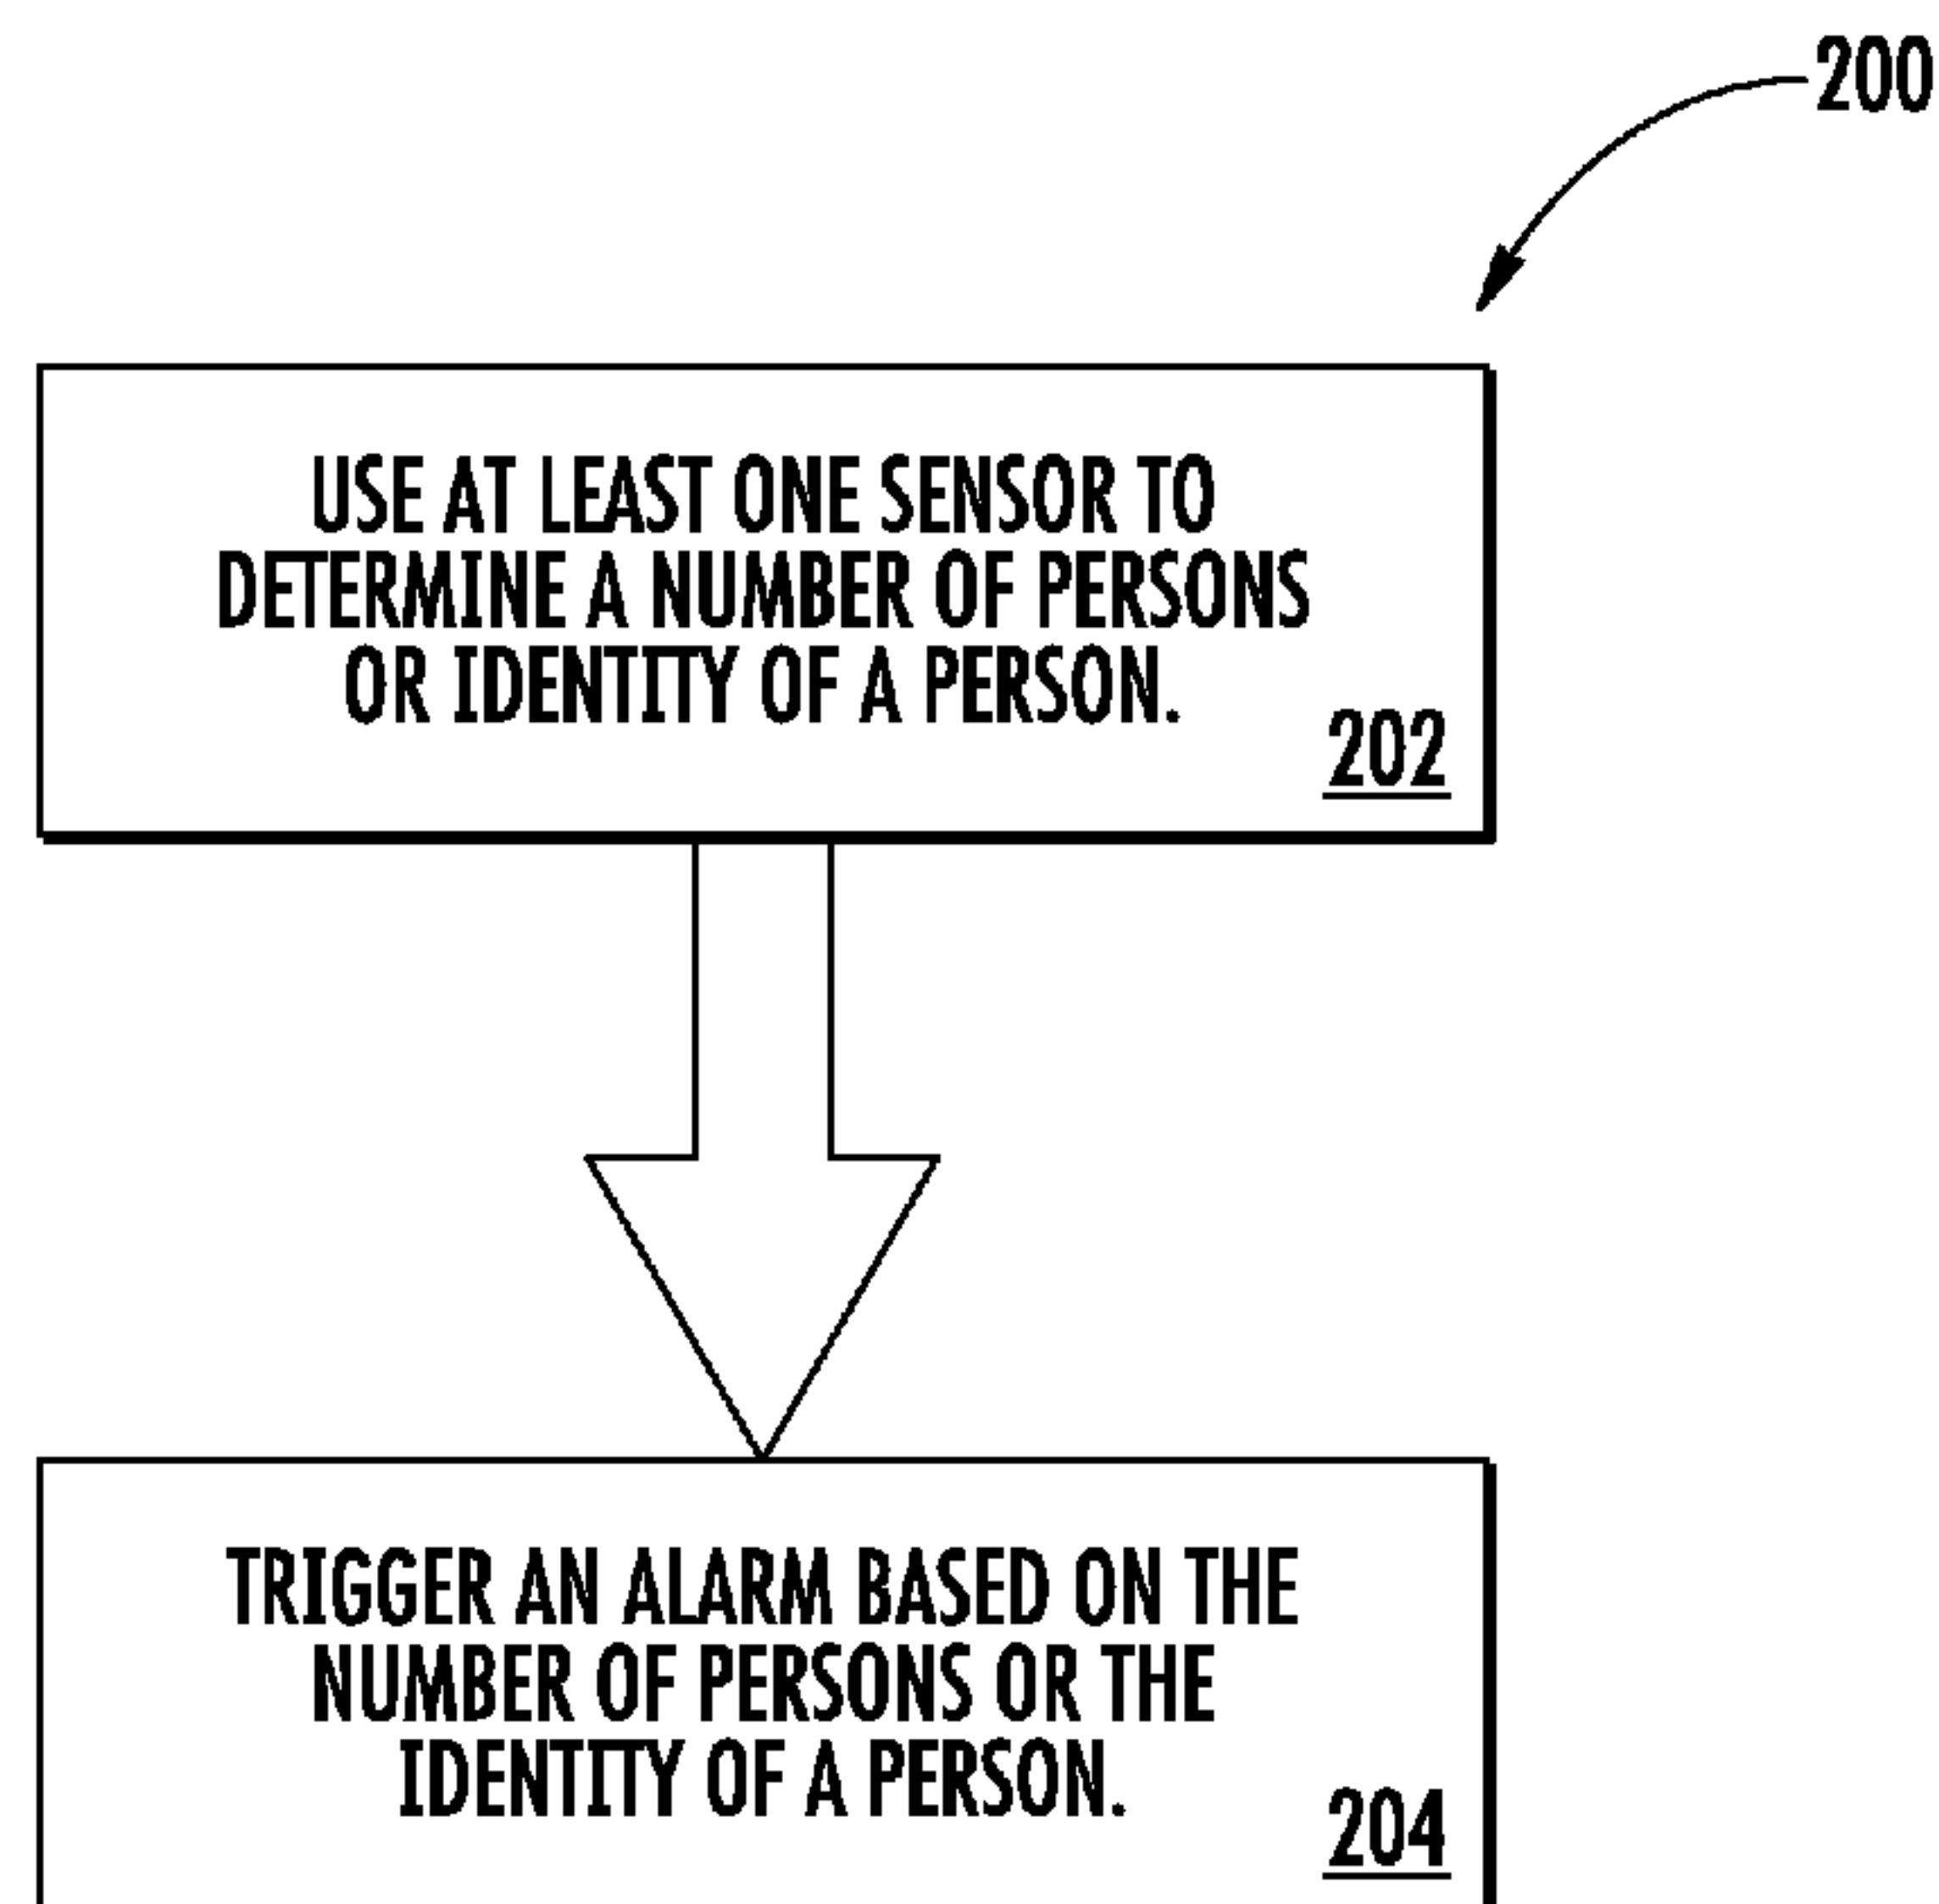 200
USE AT LEAST ONE SENSOR TO
DETERMINE A NUMBER OF PERSONS
OR IDENTITY OF A PERSON.
202
TRIGGER AN ALARM BASED ON THE
NUMBER OF PERSONS OR THE
IDENTITY OF A PERSON.
204